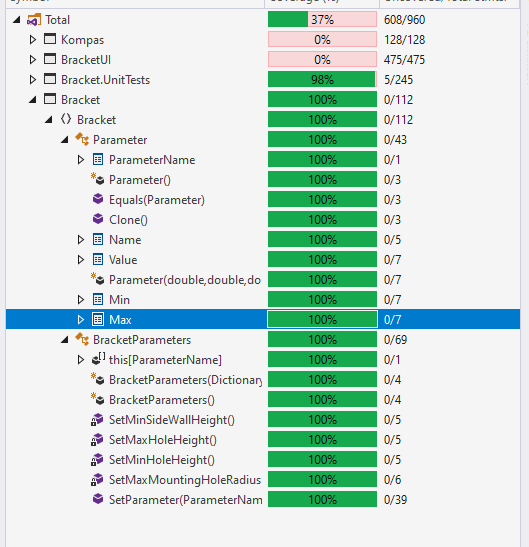 Total 37% 608/960
Kompas 0% 128/128
BracketUI 0% 475/475
Bracket.UnitTests 98% 5/245
Bracket 100% 0/112
Bracket 100% 0/112
Parameter 100% 0/43
ParameterName 100% 0/1
Parameter() 100% 0/3
Equals(Parameter) 100% 0/3
Clone() 100% 0/3
Name 100% 0/5
Value 100% 0/7
Parameter(double,double,do 100% 0/7
Min 100% 0/7
Max 100% 0/7
BracketParameters 100% 0/69
this[ParameterName] 100% 0/1
BracketParameters(Dictionary 100% 0/4
BracketParameters() 100% 0/4
SetMinSideWallHeight() 100% 0/5
SetMaxHoleHeight() 100% 0/5
SetMinHoleHeight() 100% 0/5
SetMaxMountingHoleRadius 100% 0/6
SetParameter(ParameterNam 100% 0/39